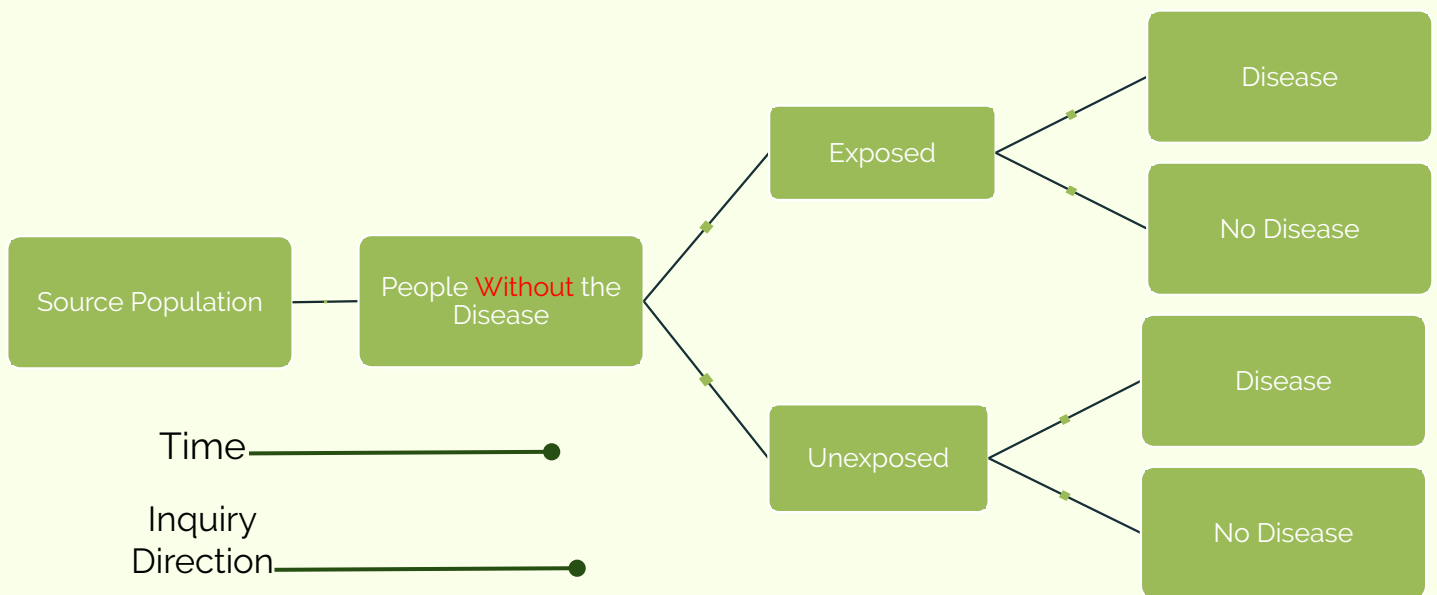 Source Population
People Without the
Disease
Exposed
Unexposed
Disease
No Disease
Disease
No Disease
Time
Inquiry
Direction